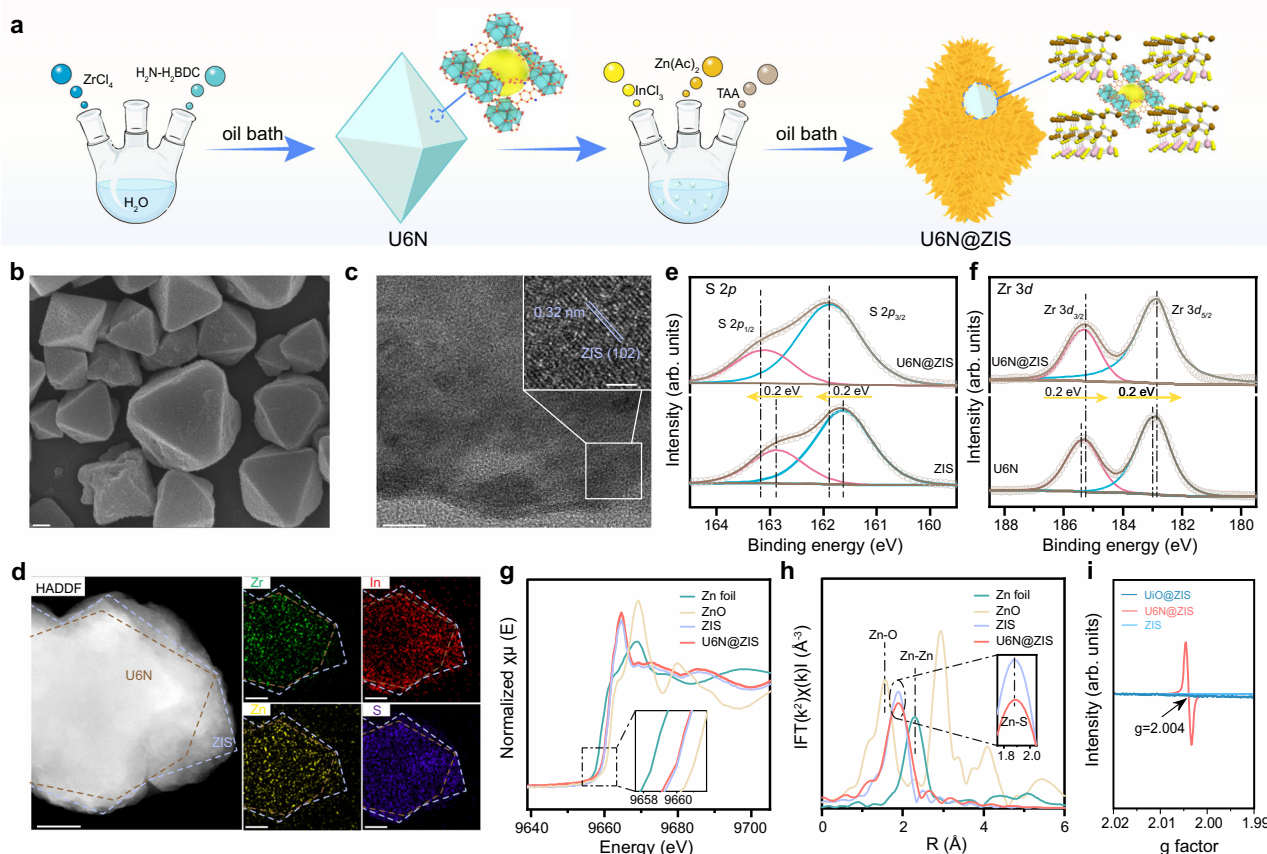 a
ZrCl4
H2N-H2BDC
H2O
oil bath
U6N
InCl3
Zn(Ac)2
TAA
oil bath
U6N@ZIS
b
c
0.32 nm
ZIS (102)
d
HADDF
U6N
ZIS
Zr
In
Zn
S
e
S 2p
S 2p1/2
S 2p3/2
U6N@ZIS
0.2 eV
0.2 eV
ZIS
Intensity (arb. units)
164 163 162 161 160
Binding energy (eV)
f
Zr 3d
Zr 3d3/2
Zr 3d5/2
U6N@ZIS
0.2 eV
0.2 eV
U6N
Intensity (arb. units)
188 186 184 182 180
Binding energy (eV)
g
Zn foil
ZnO
ZIS
U6N@ZIS
9658 9660
Normalized χμ (E)
9640 9660 9680 9700
Energy (eV)
h
Zn foil
ZnO
ZIS
U6N@ZIS
Zn-O
Zn-Zn
Zn-S
1.8 2.0
IFT(k²)χ(k)I (Å-3)
0 2 4 6
R (Å)
i
UiO@ZIS
U6N@ZIS
ZIS
g=2.004
Intensity (arb. units)
2.02 2.01 2.00 1.99
g factor